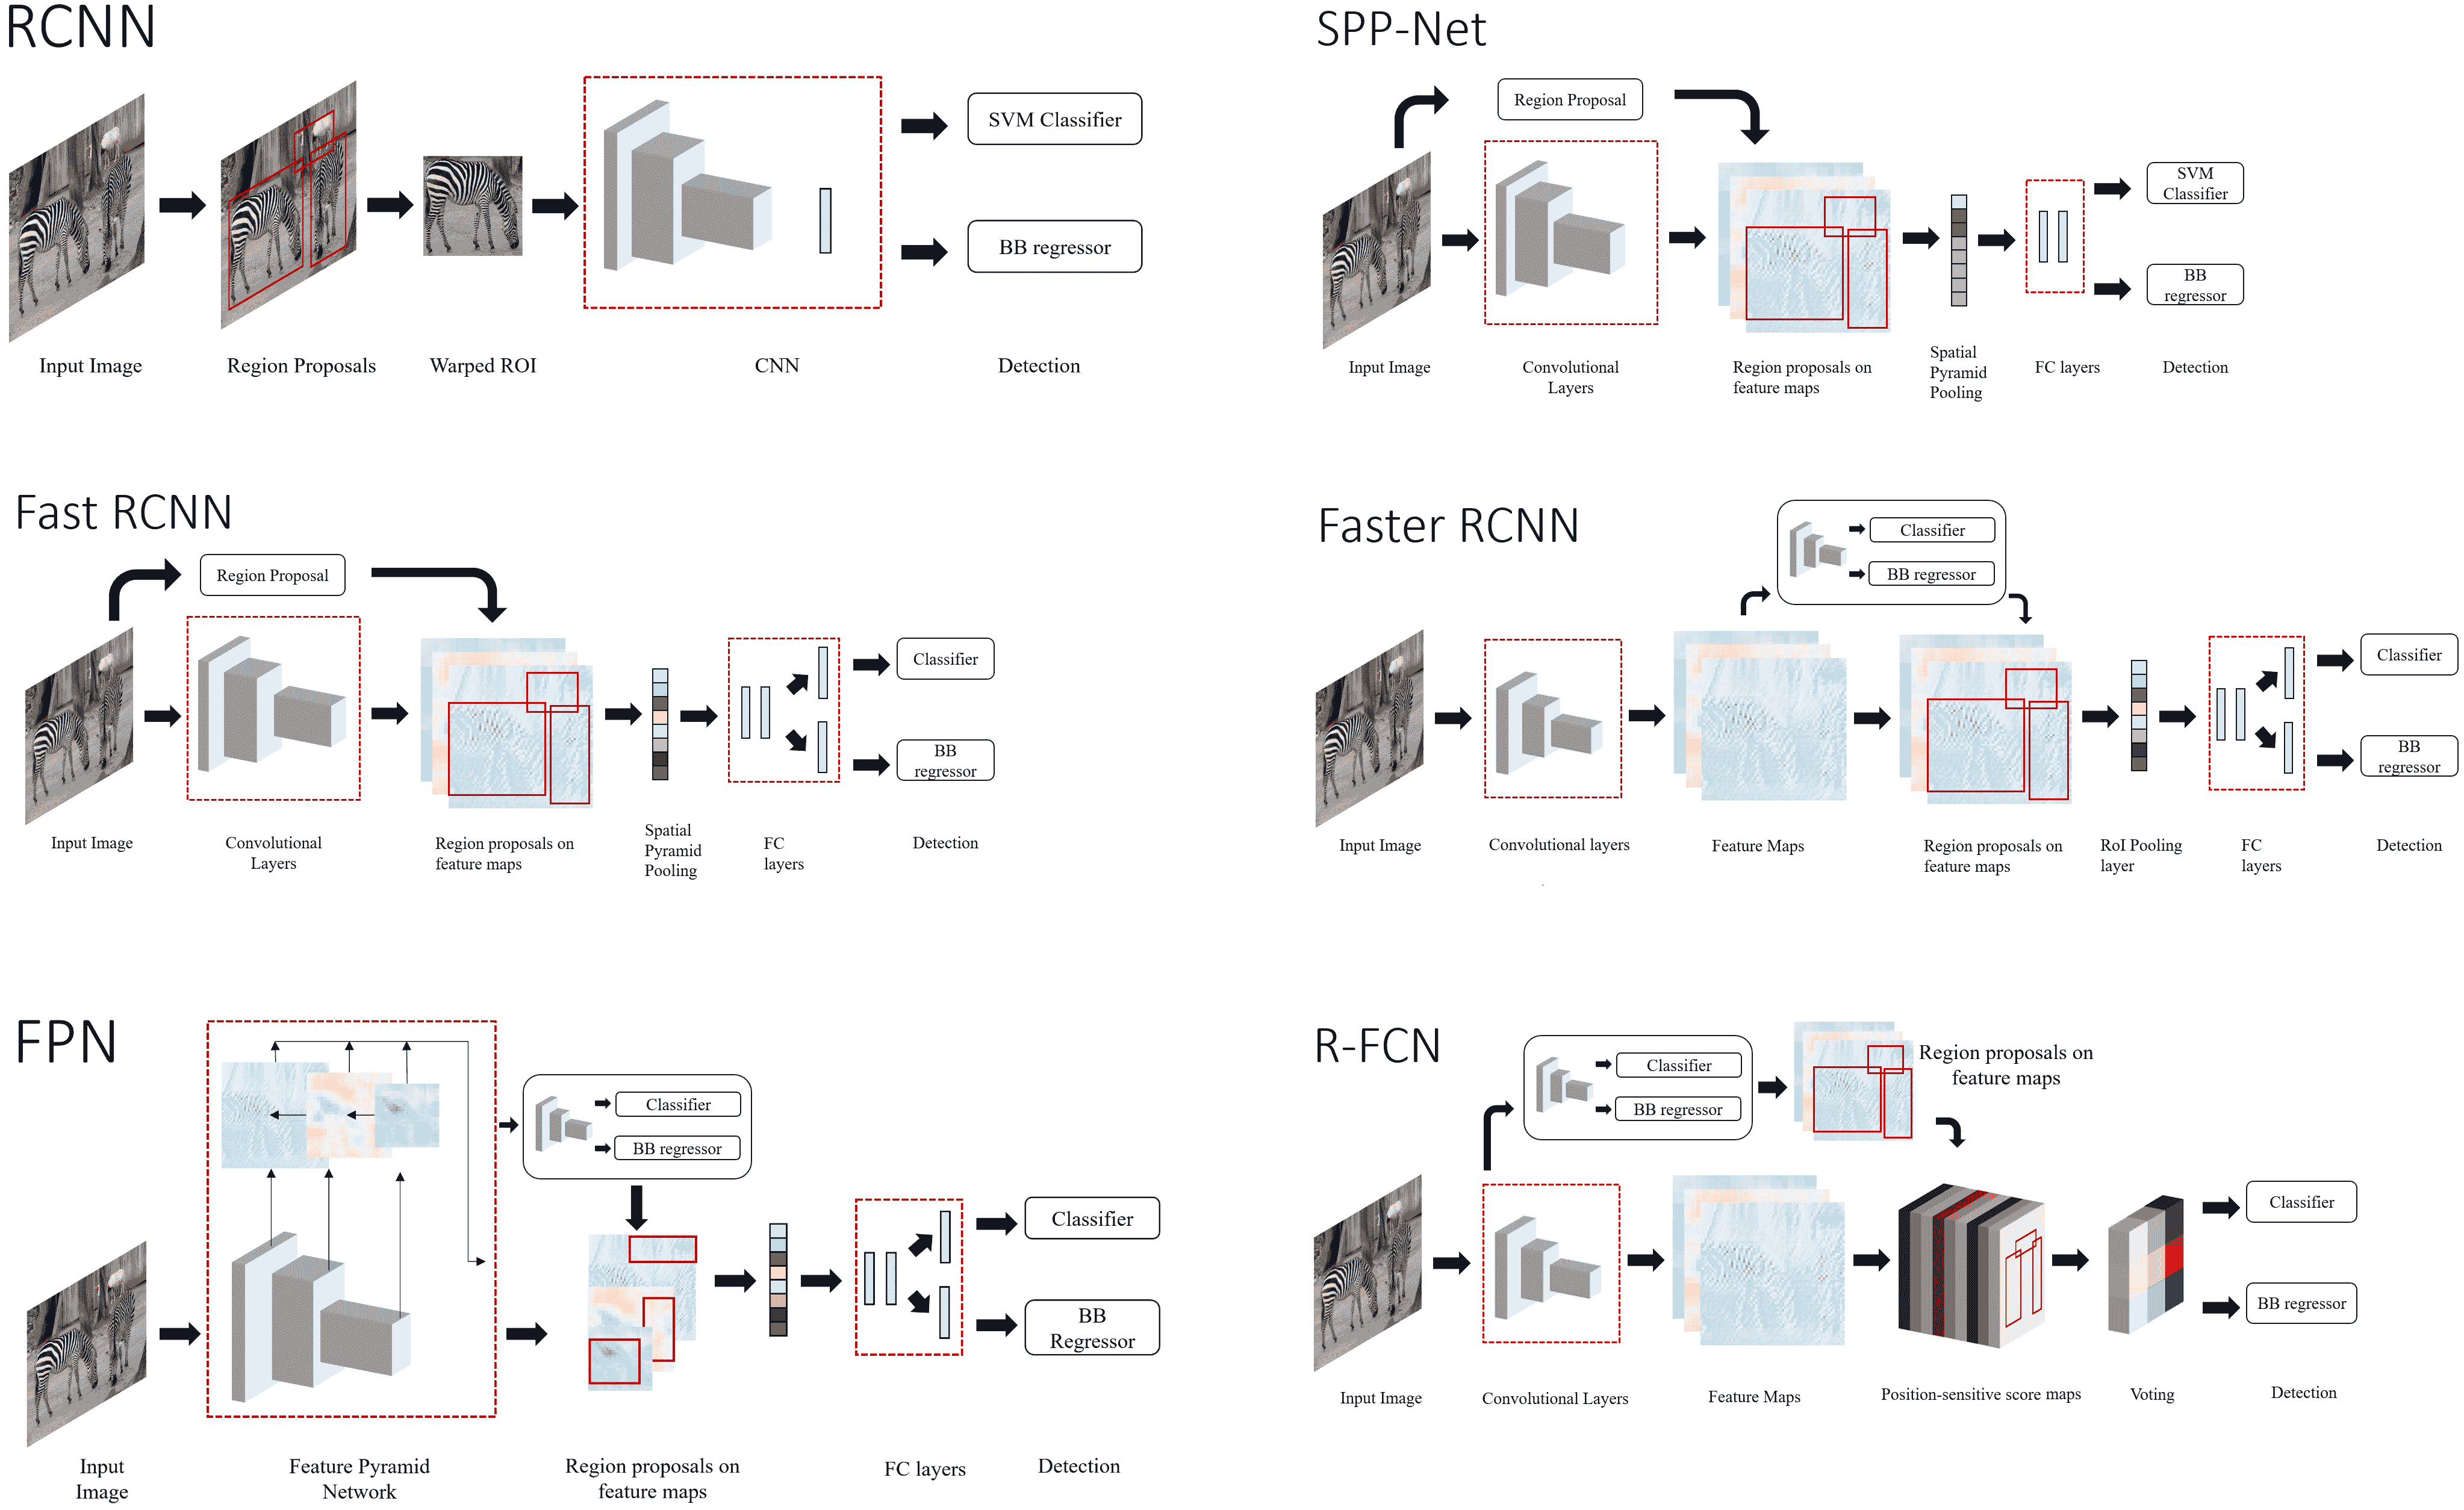 RCNN
SVM Classifier
BB regressor
Input Image
Region Proposals
Warped ROI
CNN
Detection
SPP-Net
Region Proposal
SVM
Classifier
BB
regressor
Input Image
Convolutional
Layers
Region proposals on
feature maps
Spatial
Pyramid
Pooling
FC layers
Detection
Fast RCNN
Region Proposal
Classifier
BB
regressor
Input Image
Convolutional
Layers
Region proposals on
feature maps
Spatial
Pyramid
Pooling
FC
layers
Detection
Faster RCNN
Classifier
BB regressor
Classifier
BB
regressor
Input Image
Convolutional layers
Feature Maps
Region proposals on
feature maps
RoI Pooling
layer
FC
layers
Detection
FPN
Classifier
BB regressor
Classifier
BB
Regressor
Input
Image
Feature Pyramid
Network
Region proposals on
feature maps
FC layers
Detection
R-FCN
Classifier
BB regressor
Region proposals on
feature maps
Classifier
BB regressor
Input Image
Convolutional Layers
Feature Maps
Position-sensitive score maps
Voting
Detection